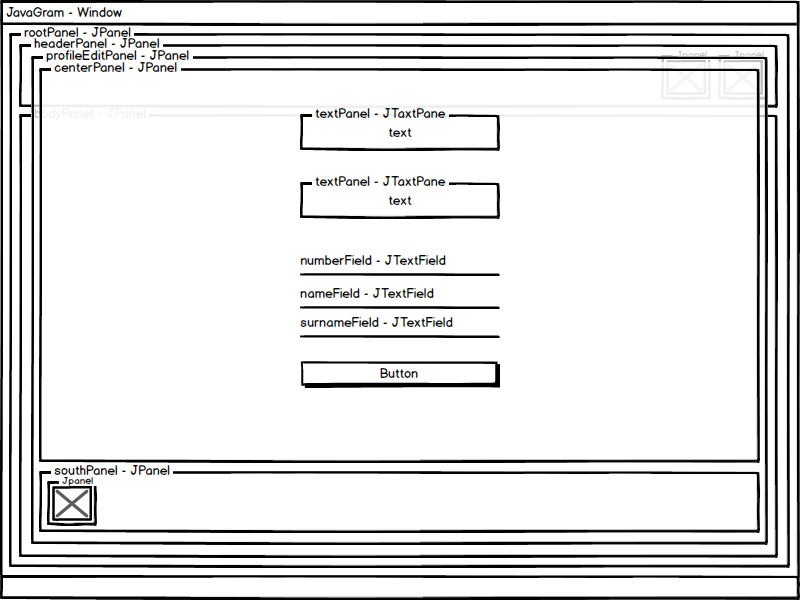 JavaGram - Window
rootPanel - JPanel
headerPanel - JPanel
profileEditPanel - JPanel
Jpanel Jpanel
centerPanel - JPanel
bodyPanel - JPanel
textPanel - JTaxtPane
text
textPanel - JTaxtPane
text
numberField - JTextField
nameField - JTextField
surnameField - JTextField
Button
southPanel - JPanel
Jpanel